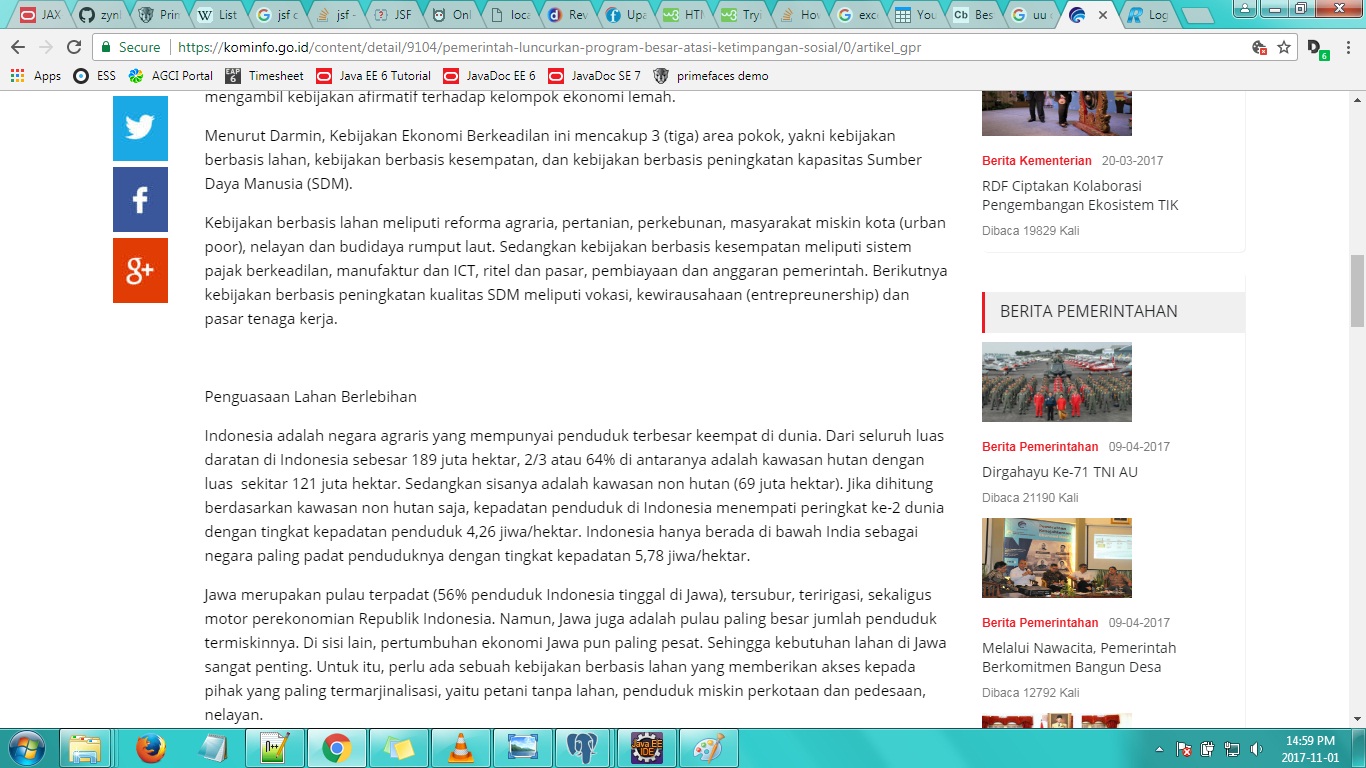 JAX
zynl
Prin
List
jsf c
jsf -
JSF
Onl
loca
Rev
Upa
HTM
Tryi
How
exce
You
Bes
uu
Log
Secure
https://kominfo.go.id/content/detail/9104/pemerintah-luncurkan-program-besar-atasi-ketimpangan-sosial/0/artikel_gpr
6
Apps
ESS
AGCI Portal
EAP 6
Timesheet
Java EE 6 Tutorial
JavaDoc EE 6
JavaDoc SE 7
primefaces demo
mengambil kebijakan afirmatif terhadap kelompok ekonomi lemah.
Menurut Darmin, Kebijakan Ekonomi Berkeadilan ini mencakup 3 (tiga) area pokok, yakni kebijakan
berbasis lahan, kebijakan berbasis kesempatan, dan kebijakan berbasis peningkatan kapasitas Sumber
Daya Manusia (SDM).
Kebijakan berbasis lahan meliputi reforma agraria, pertanian, perkebunan, masyarakat miskin kota (urban
poor), nelayan dan budidaya rumput laut. Sedangkan kebijakan berbasis kesempatan meliputi sistem
pajak berkeadilan, manufaktur dan ICT, ritel dan pasar, pembiayaan dan anggaran pemerintah. Berikutnya
kebijakan berbasis peningkatan kualitas SDM meliputi vokasi, kewirausahaan (entrepreunership) dan
pasar tenaga kerja.
Penguasaan Lahan Berlebihan
Indonesia adalah negara agraris yang mempunyai penduduk terbesar keempat di dunia. Dari seluruh luas
daratan di Indonesia sebesar 189 juta hektar, 2/3 atau 64% di antaranya adalah kawasan hutan dengan
luas  sekitar 121 juta hektar. Sedangkan sisanya adalah kawasan non hutan (69 juta hektar). Jika dihitung
berdasarkan kawasan non hutan saja, kepadatan penduduk di Indonesia menempati peringkat ke-2 dunia
dengan tingkat kepadatan penduduk 4,26 jiwa/hektar. Indonesia hanya berada di bawah India sebagai
negara paling padat penduduknya dengan tingkat kepadatan 5,78 jiwa/hektar.
Jawa merupakan pulau terpadat (56% penduduk Indonesia tinggal di Jawa), tersubur, teririgasi, sekaligus
motor perekonomian Republik Indonesia. Namun, Jawa juga adalah pulau paling besar jumlah penduduk
termiskinnya. Di sisi lain, pertumbuhan ekonomi Jawa pun paling pesat. Sehingga kebutuhan lahan di Jawa
sangat penting. Untuk itu, perlu ada sebuah kebijakan berbasis lahan yang memberikan akses kepada
pihak yang paling termarjinalisasi, yaitu petani tanpa lahan, penduduk miskin perkotaan dan pedesaan,
nelayan.
Berita Kementerian 20-03-2017
RDF Ciptakan Kolaborasi
Pengembangan Ekosistem TIK
Dibaca 19829 Kali
BERITA PEMERINTAHAN
Berita Pemerintahan 09-04-2017
Dirgahayu Ke-71 TNI AU
Dibaca 21190 Kali
Berita Pemerintahan 09-04-2017
Melalui Nawacita, Pemerintah
Berkomitmen Bangun Desa
Dibaca 12792 Kali
Java EE
IDE
14:59 PM
2017-11-01